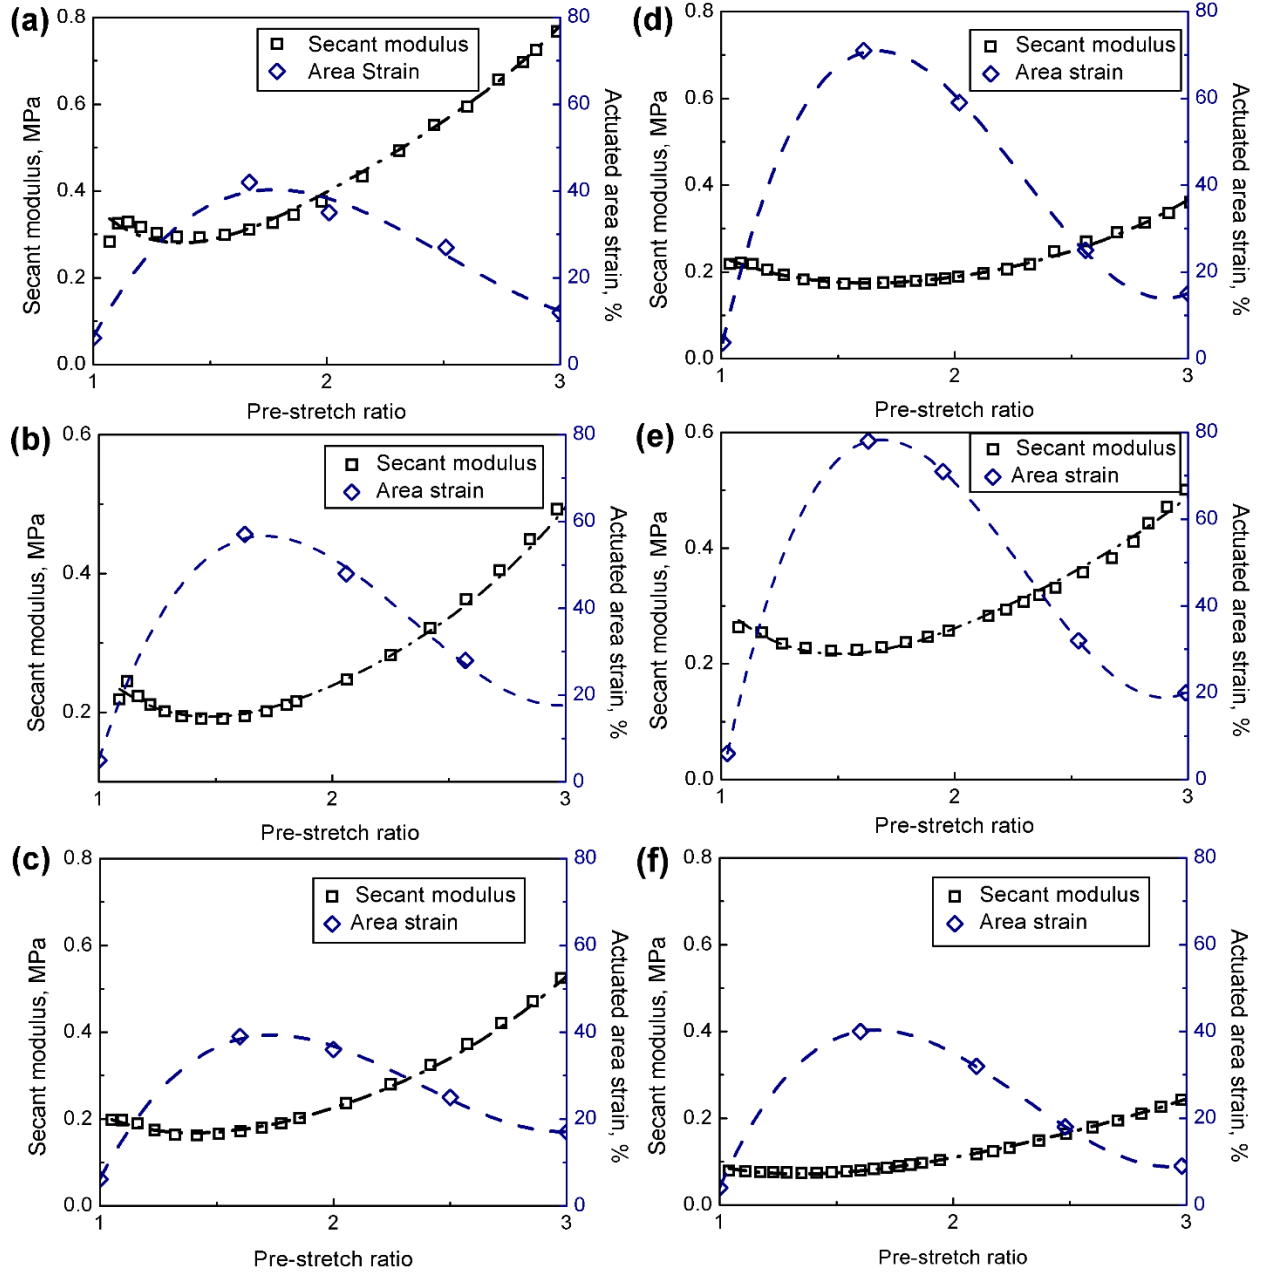 (a)
Secant modulus
Area Strain
0.8
0.6
0.4
0.2
0.0
80
60
40
20
0
1
2
3
Secant modulus, MPa
Actuated area strain, %
Pre-stretch ratio
(d)
Secant modulus
Area strain
0.8
0.6
0.4
0.2
0.0
80
60
40
20
0
1
2
3
Secant modulus, MPa
Actuated area strain, %
Pre-stretch ratio
(b)
Secant modulus
Area strain
0.6
0.4
0.2
80
60
40
20
0
1
2
3
Secant modulus, MPa
Actuated area strain, %
Pre-stretch ratio
(e)
Secant modulus
Area strain
0.6
0.4
0.2
0.0
80
60
40
20
0
1
2
3
Secant modulus, MPa
Actuated area strain, %
Pre-stretch ratio
(c)
Secant modulus
Area strain
0.8
0.6
0.4
0.2
0.0
80
60
40
20
0
1
2
3
Secant modulus, MPa
Actuated area strain, %
Pre-stretch ratio
(f)
Secant modulus
Area strain
0.8
0.6
0.4
0.2
0.0
80
60
40
20
0
1
2
3
Secant modulus, MPa
Actuated area strain, %
Pre-stretch ratio